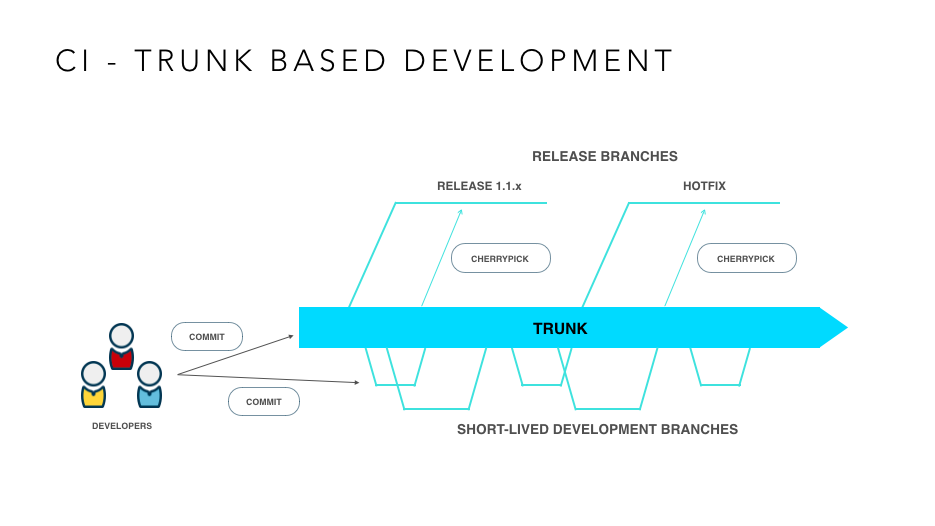 CI - TRUNK BASED DEVELOPMENT
RELEASE BRANCHES
RELEASE 1.1.x
HOTFIX
CHERRYPICK
CHERRYPICK
TRUNK
COMMIT
COMMIT
DEVELOPERS
SHORT-LIVED DEVELOPMENT BRANCHES